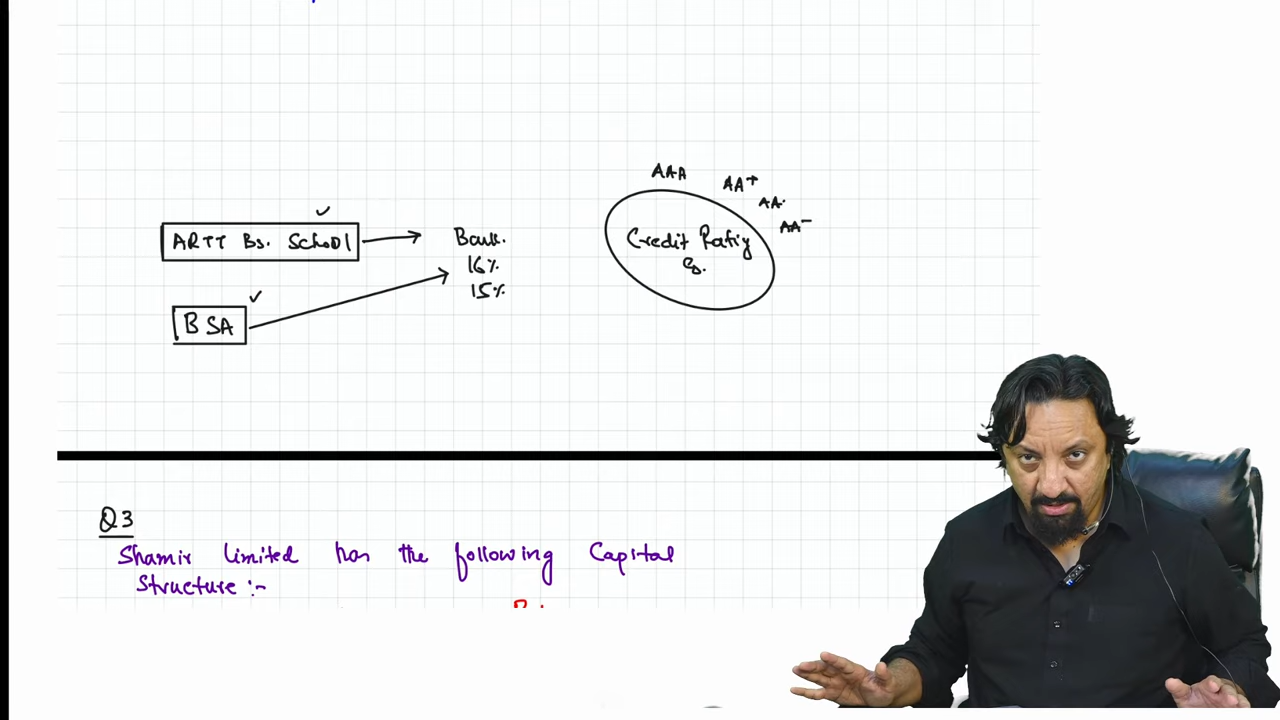 ARTT Bs. School
Bank.
16%
15%
BSA
AAA
AA+
AA
AA-
Credit Rating
Co.
Q3
Shamir Limited has the following Capital
Structure :-